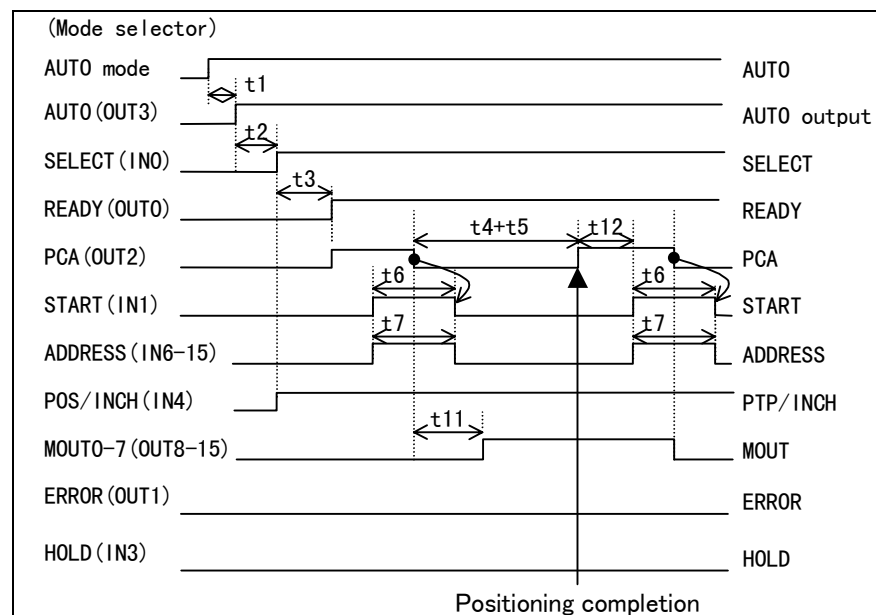 (Mode selector)
AUTO mode
t1
AUTO
AUTO(OUT3)
AUTO output
t2
SELECT(IN0)
SELECT
t3
READY(OUT0)
READY
t4+t5
t12
PCA(OUT2)
PCA
t6
t6
START(IN1)
START
t7
t7
ADDRESS(IN6-15)
ADDRESS
POS/INCH(IN4)
PTP/INCH
t11
MOUT0-7(OUT8-15)
MOUT
ERROR(OUT1)
ERROR
HOLD(IN3)
HOLD
Positioning completion